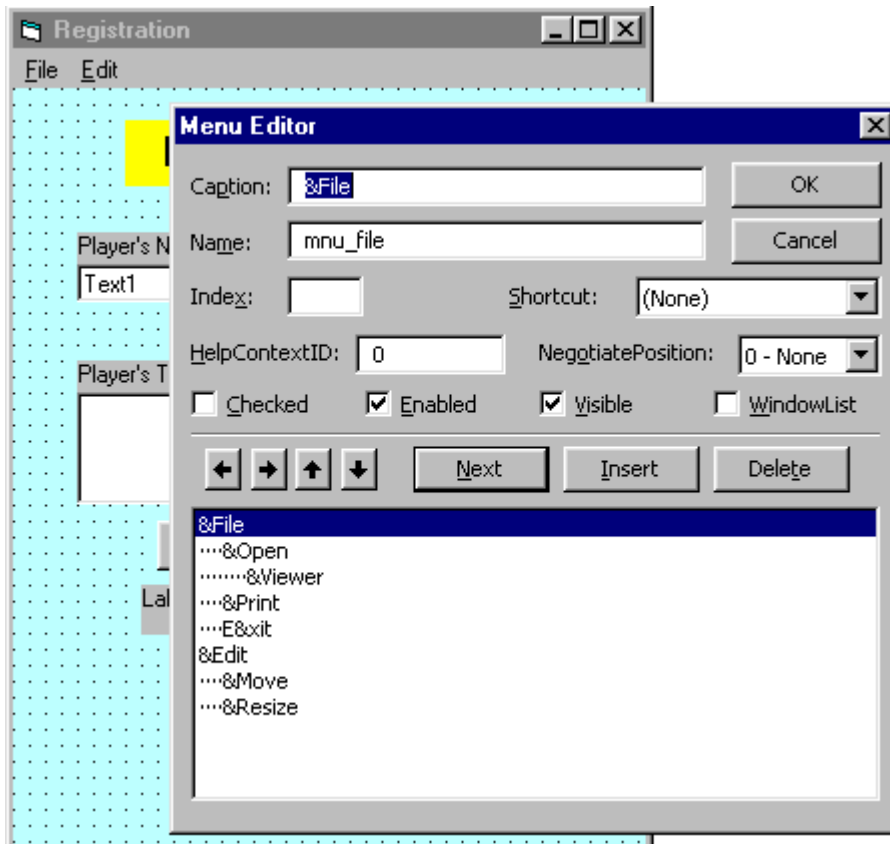 Registration
File Edit
Menu Editor
Caption: &File OK
Name: mnu_file Cancel
Index: Shortcut: (None)
HelpContextID: 0 NegotiatePosition: 0 - None
Checked Enabled Visible WindowList
Next Insert Delete
&File
····&Open
········&Viewer
····&Print
····E&xit
&Edit
····&Move
····&Resize
Player's N
Text1
Player's T
Lal